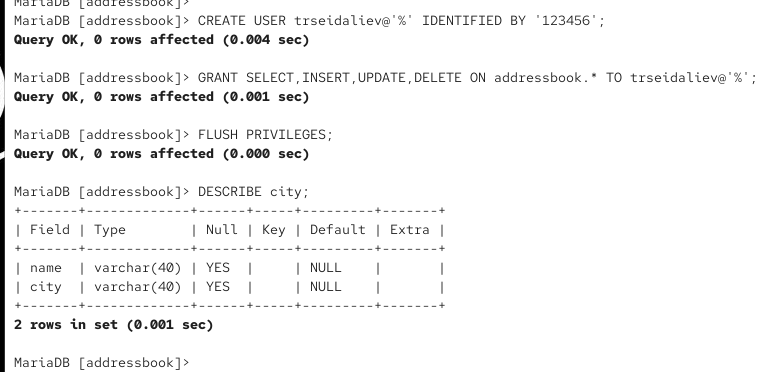 MariaDB [addressbook]>
MariaDB [addressbook]> CREATE USER trseidaliev@'%' IDENTIFIED BY '123456';
Query OK, 0 rows affected (0.004 sec)

MariaDB [addressbook]> GRANT SELECT,INSERT,UPDATE,DELETE ON addressbook.* TO trseidaliev@'%';
Query OK, 0 rows affected (0.001 sec)

MariaDB [addressbook]> FLUSH PRIVILEGES;
Query OK, 0 rows affected (0.000 sec)

MariaDB [addressbook]> DESCRIBE city;
+-------+-------------+------+-----+---------+-------+
| Field | Type        | Null | Key | Default | Extra |
+-------+-------------+------+-----+---------+-------+
| name  | varchar(40) | YES  |     | NULL    |       |
| city  | varchar(40) | YES  |     | NULL    |       |
+-------+-------------+------+-----+---------+-------+
2 rows in set (0.001 sec)

MariaDB [addressbook]>